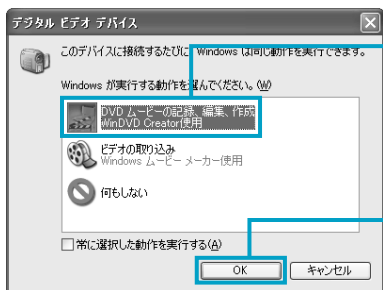 デジタル ビデオ デバイス
このデバイスに接続するたびに、Windows は同じ動作を実行できます。
Windows が実行する動作を選んでください。(W)
DVD ムービーの記録、編集、作成
WinDVD Creator使用
ビデオの取り込み
Windows ムービー メーカー使用
何もしない
常に選択した動作を実行する(A)
OK
キャンセル